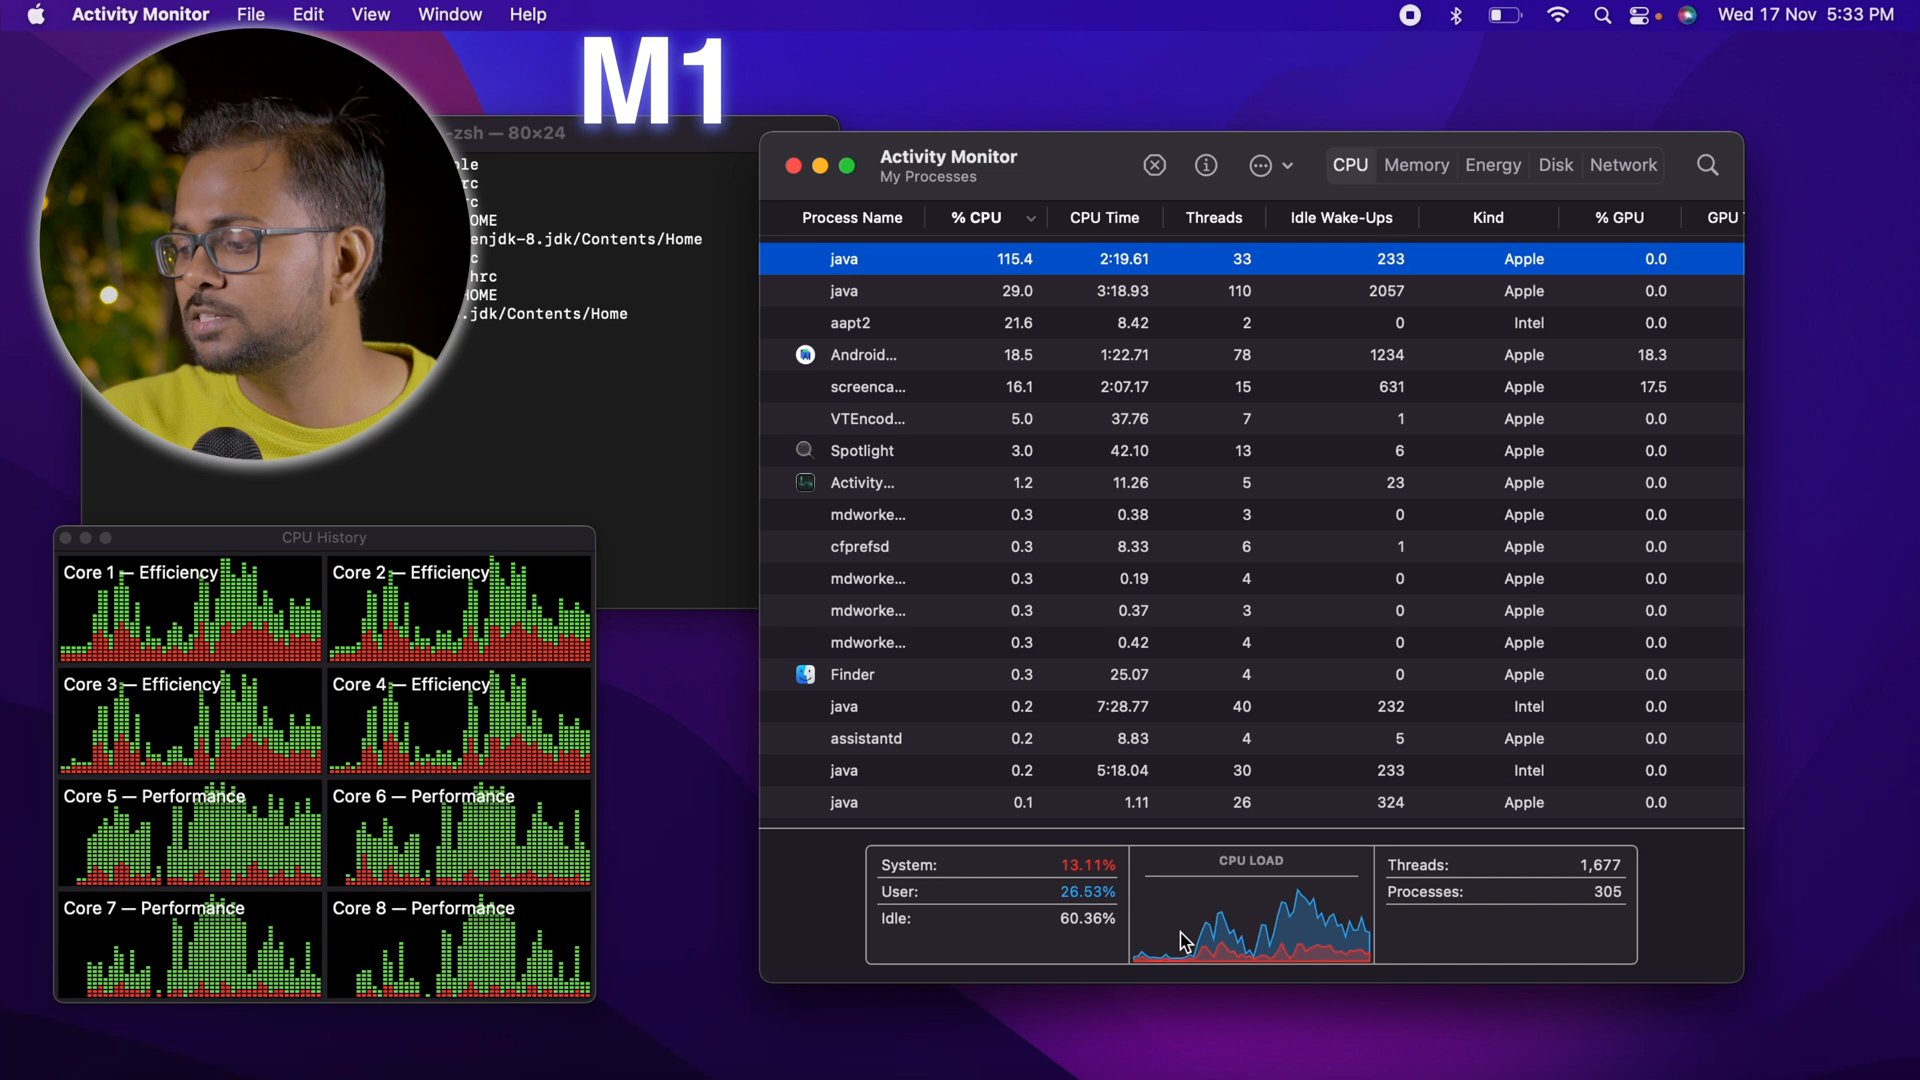 Activity Monitor File Edit View Window Help
Wed 17 Nov 5:33 PM
M1
-zsh — 80×24
ole
rc
rc
OME
enjdk-8.jdk/Contents/Home
c
hrc
HOME
.jdk/Contents/Home
Activity Monitor
My Processes
CPU Memory Energy Disk Network
Process Name % CPU CPU Time Threads Idle Wake-Ups Kind % GPU GPU
java 115.4 2:19.61 33 233 Apple 0.0
java 29.0 3:18.93 110 2057 Apple 0.0
aapt2 21.6 8.42 2 0 Intel 0.0
Android... 18.5 1:22.71 78 1234 Apple 18.3
screenca... 16.1 2:07.17 15 631 Apple 17.5
VTEncod... 5.0 37.76 7 1 Apple 0.0
Spotlight 3.0 42.10 13 6 Apple 0.0
Activity... 1.2 11.26 5 23 Apple 0.0
mdworke... 0.3 0.38 3 0 Apple 0.0
cfprefsd 0.3 8.33 6 1 Apple 0.0
mdworke... 0.3 0.19 4 0 Apple 0.0
mdworke... 0.3 0.37 3 0 Apple 0.0
mdworke... 0.3 0.42 4 0 Apple 0.0
Finder 0.3 25.07 4 0 Apple 0.0
java 0.2 7:28.77 40 232 Intel 0.0
assistantd 0.2 8.83 4 5 Apple 0.0
java 0.2 5:18.04 30 233 Intel 0.0
java 0.1 1.11 26 324 Apple 0.0
System: 13.11%
User: 26.53%
Idle: 60.36%
CPU LOAD
Threads: 1,677
Processes: 305
CPU History
Core 1 — Efficiency
Core 2 — Efficiency
Core 3 — Efficiency
Core 4 — Efficiency
Core 5 — Performance
Core 6 — Performance
Core 7 — Performance
Core 8 — Performance